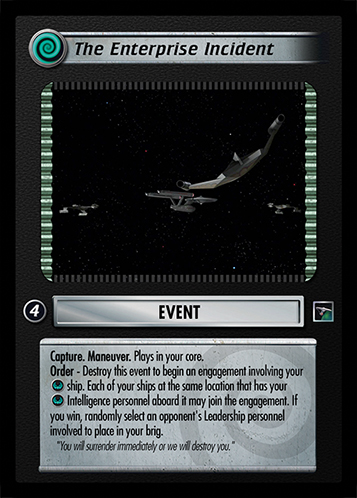 The Enterprise Incident
4
EVENT
Capture. Maneuver. Plays in your core.
Order - Destroy this event to begin an engagement involving your
ship. Each of your ships at the same location that has your
Intelligence personnel aboard it may join the engagement. If
you win, randomly select an opponent's Leadership personnel
involved to place in your brig.
"You will surrender immediately or we will destroy you."